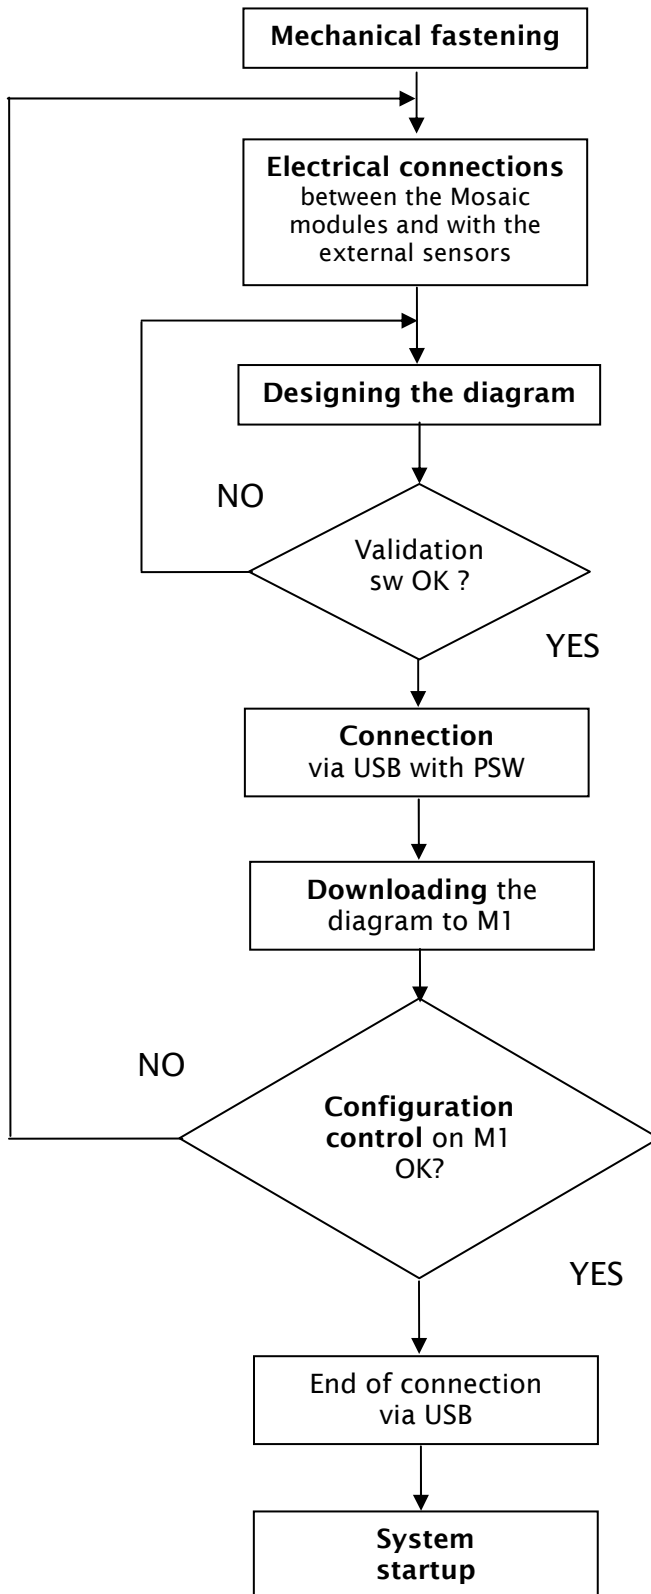 Mechanical fastening
Electrical connections
between the Mosaic
modules and with the
external sensors
Designing the diagram
NO
Validation
sw OK ?
YES
Connection
via USB with PSW
Downloading the
diagram to M1
NO
Configuration
control on M1
OK?
YES
End of connection
via USB
System
startup